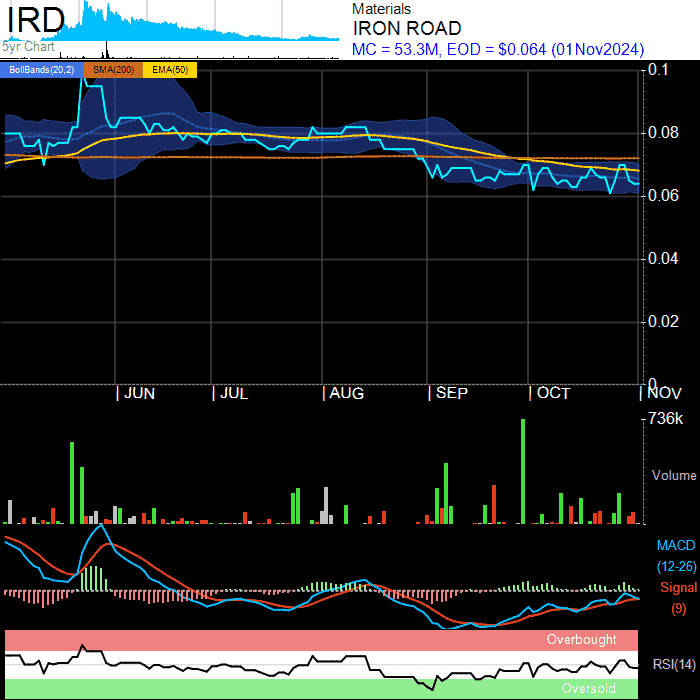 IRD
5yr Chart
Materials
IRON ROAD
MC = 53.3M, EOD = $0.064 (01Nov2024)
BollBands(20,2) SMA(200) EMA(50)
0.1
0.08
0.06
0.04
0.02
0
JUN JUL AUG SEP OCT NOV
736k
Volume
MACD
(12-26)
Signal
(9)
Overbought
RSI(14)
Oversold